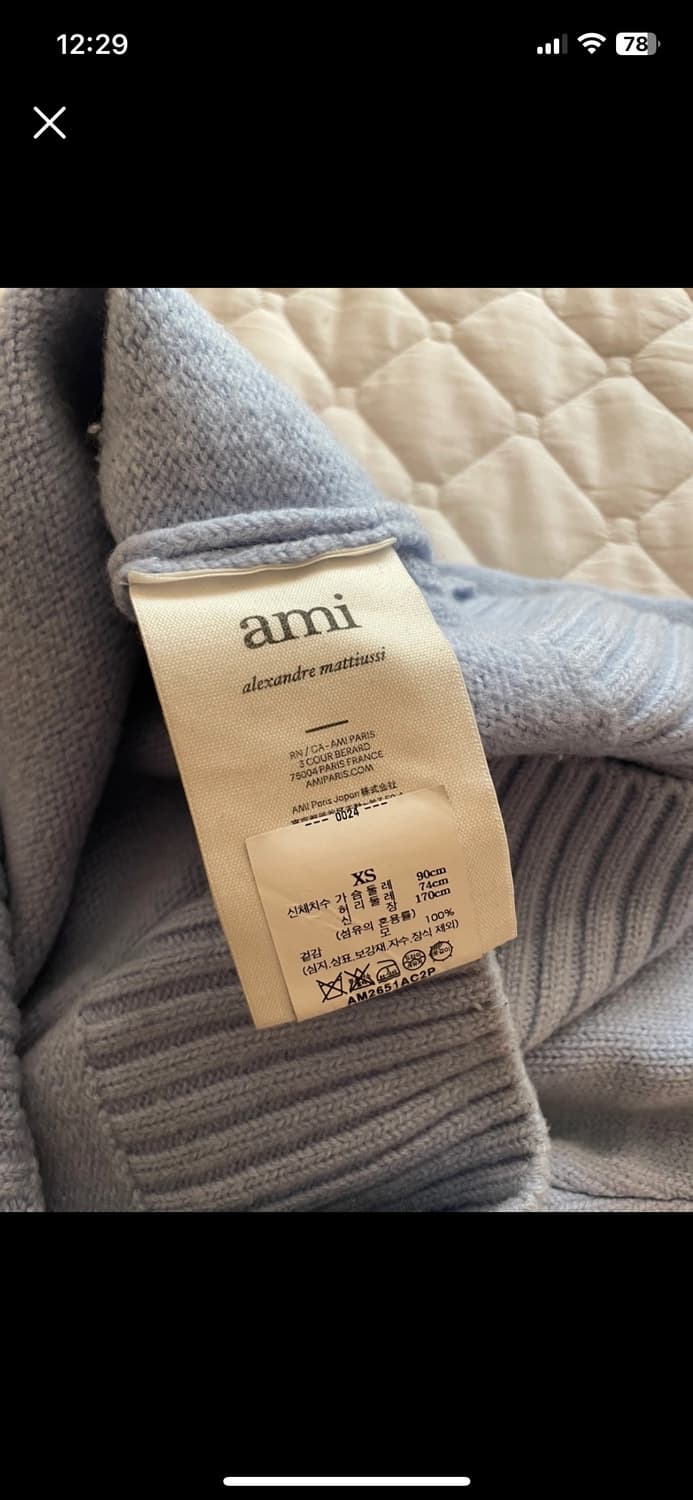 12:29
78
ami
alexandre mattiussi
RN / CA - AMI PARIS
3 COUR BERARD
75004 PARIS FRANCE
AMIPARIS.COM
AMI Paris Japan 株式会社
--- 0024 ---
XS
신체치수 가슴둘레 90cm
허리둘레 74cm
신장 170cm
(섬유의 혼용률)
겉감 모 100%
(심지.상표.보강재.자수.장식 제외)
AM2651AC2P